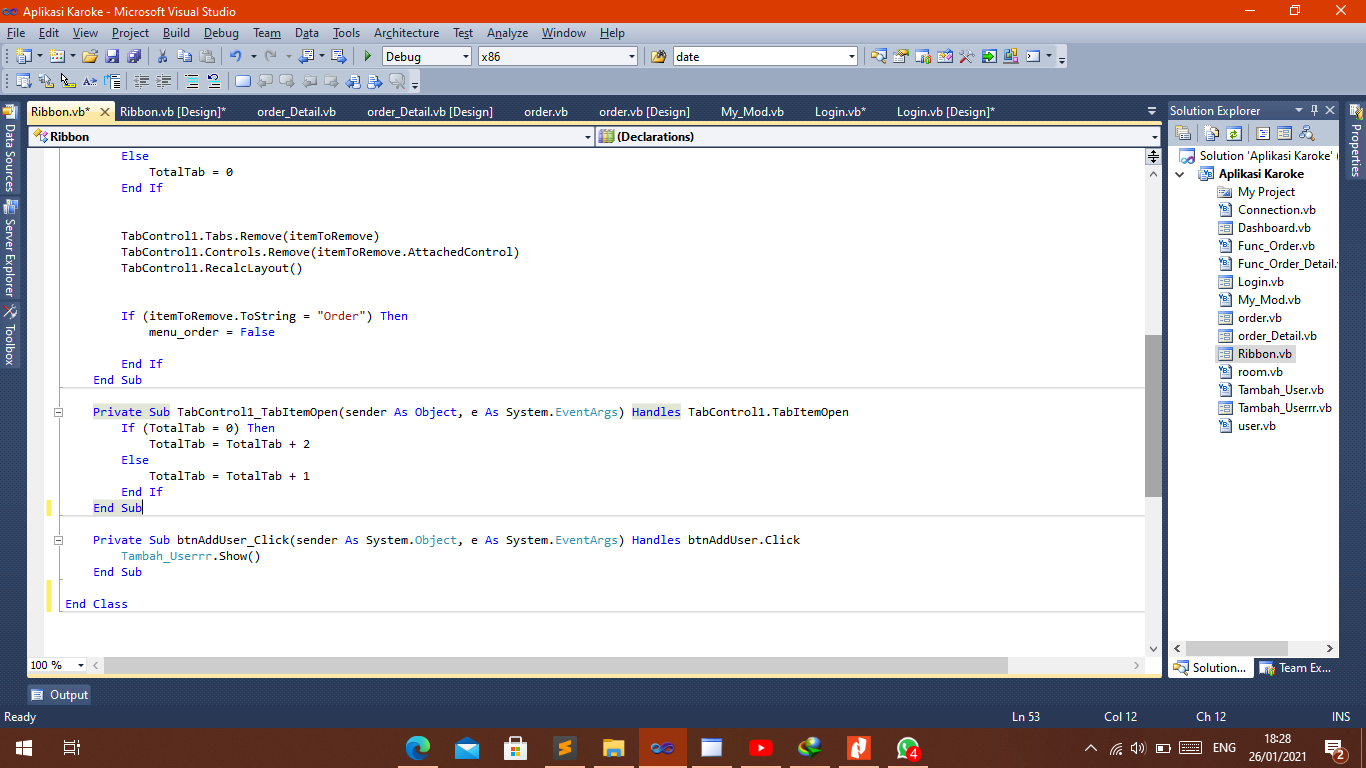 Aplikasi Karoke - Microsoft Visual Studio
File Edit View Project Build Debug Team Data Tools Architecture Test Analyze Window Help
Debug x86 date
Ribbon.vb* Ribbon.vb [Design]* order_Detail.vb order_Detail.vb [Design] order.vb order.vb [Design] My_Mod.vb Login.vb* Login.vb [Design]*
Ribbon (Declarations)
Data Sources
Server Explorer
Toolbox
Else
TotalTab = 0
End If
TabControl1.Tabs.Remove(itemToRemove)
TabControl1.Controls.Remove(itemToRemove.AttachedControl)
TabControl1.RecalcLayout()
If (itemToRemove.ToString = "Order") Then
menu_order = False
End If
End Sub
Private Sub TabControl1_TabItemOpen(sender As Object, e As System.EventArgs) Handles TabControl1.TabItemOpen
If (TotalTab = 0) Then
TotalTab = TotalTab + 2
Else
TotalTab = TotalTab + 1
End If
End Sub
Private Sub btnAddUser_Click(sender As System.Object, e As System.EventArgs) Handles btnAddUser.Click
Tambah_Userrr.Show()
End Sub
End Class
100 %
Solution Explorer
Solution 'Aplikasi Karoke' (
Aplikasi Karoke
My Project
Connection.vb
Dashboard.vb
Func_Order.vb
Func_Order_Detail.
Login.vb
My_Mod.vb
order.vb
order_Detail.vb
Ribbon.vb
room.vb
Tambah_User.vb
Tambah_Userrr.vb
user.vb
Solution... Team Ex...
Properties
Output
Ready Ln 53 Col 12 Ch 12 INS
4 ENG 18:28
26/01/2021 2